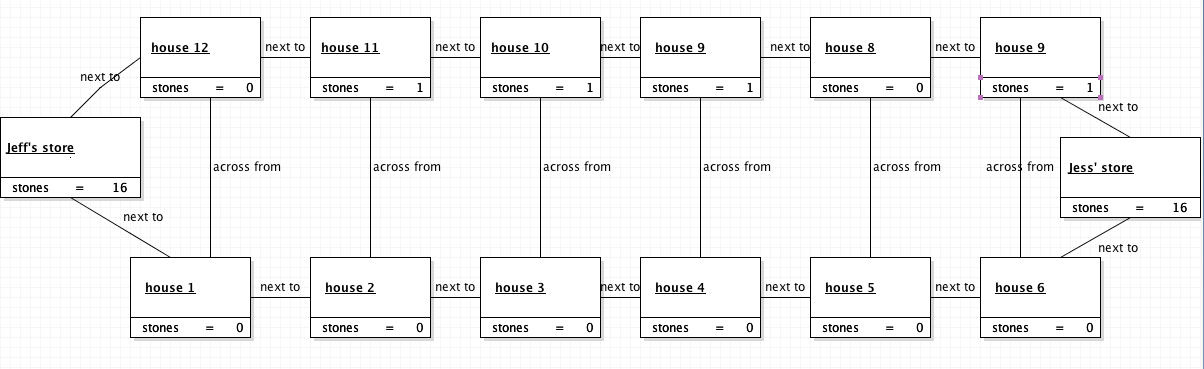 house 12
stones = 0
next to
house 11
stones = 1
next to
house 10
stones = 1
next to
house 9
stones = 1
next to
house 8
stones = 0
next to
house 9
stones = 1
next to
next to
Jeff's store
stones = 16
across from
across from
across from
across from
across from
across from
Jess' store
stones = 16
next to
next to
house 1
stones = 0
next to
house 2
stones = 0
next to
house 3
stones = 0
next to
house 4
stones = 0
next to
house 5
stones = 0
next to
house 6
stones = 0